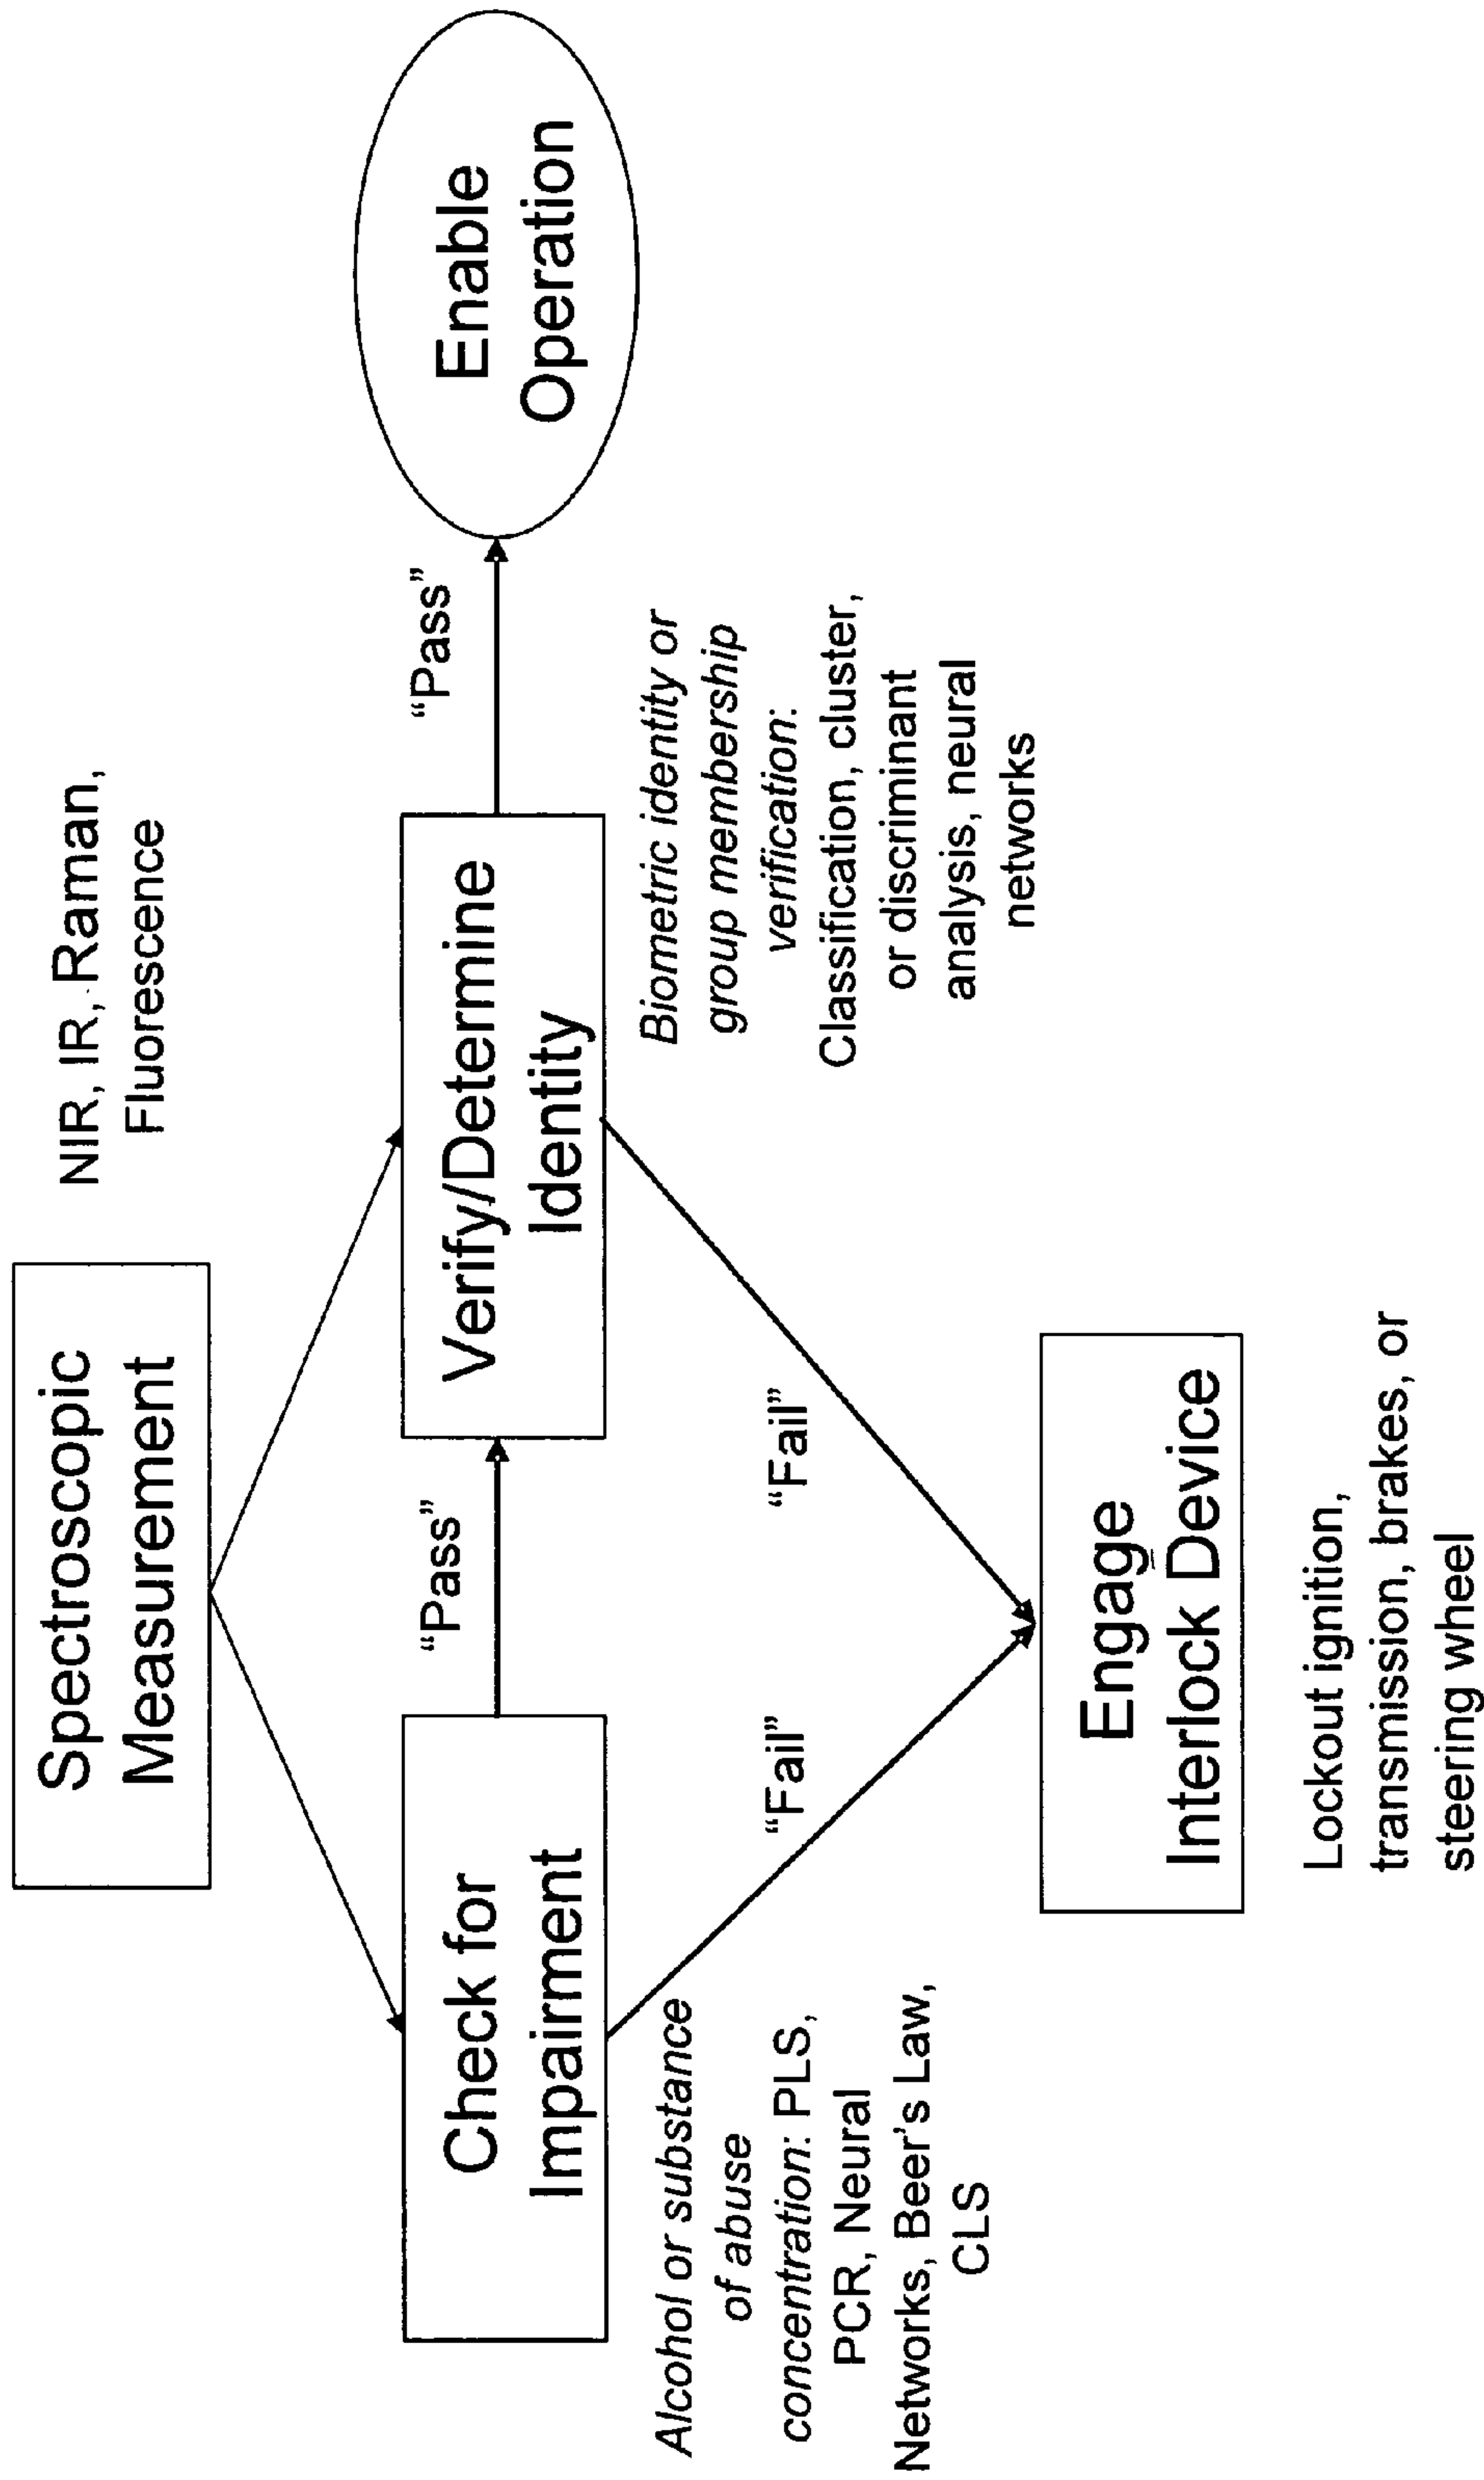 Spectroscopic
Measurement
NIR, IR, Raman,
Fluorescence
Check for
Impairment
“Pass”
Verify/Determine
Identity
“Pass”
Enable
Operation
Alcohol or substance
of abuse
concentration: PLS,
PCR, Neural
Networks, Beer's Law,
CLS
“Fail”
“Fail”
Biometric identity or
group membership
verification:
Classification, cluster,
or discriminant
analysis, neural
networks
Engage
Interlock Device
Lockout ignition,
transmission, brakes, or
steering wheel